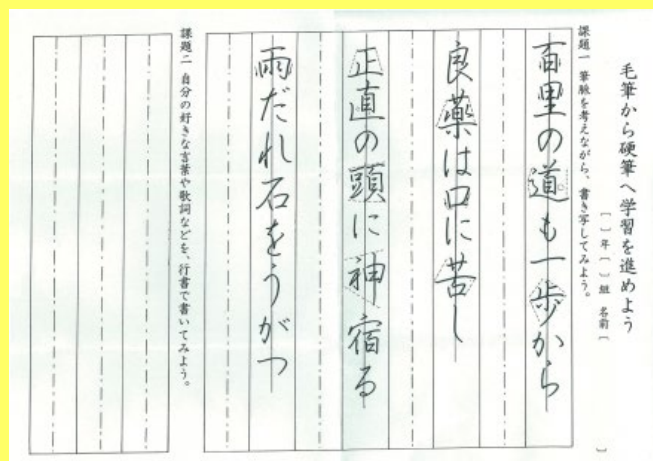 毛筆から硬筆へ学習を進めよう
〔 〕年〔 〕組 名前〔 〕
課題一 筆脈を考えながら、書き写してみよう。
百里の道も一歩から
良薬は口に苦し
正直の頭に神宿る
雨だれ石をうがつ
課題二 自分の好きな言葉や歌詞などを、行書で書いてみよう。